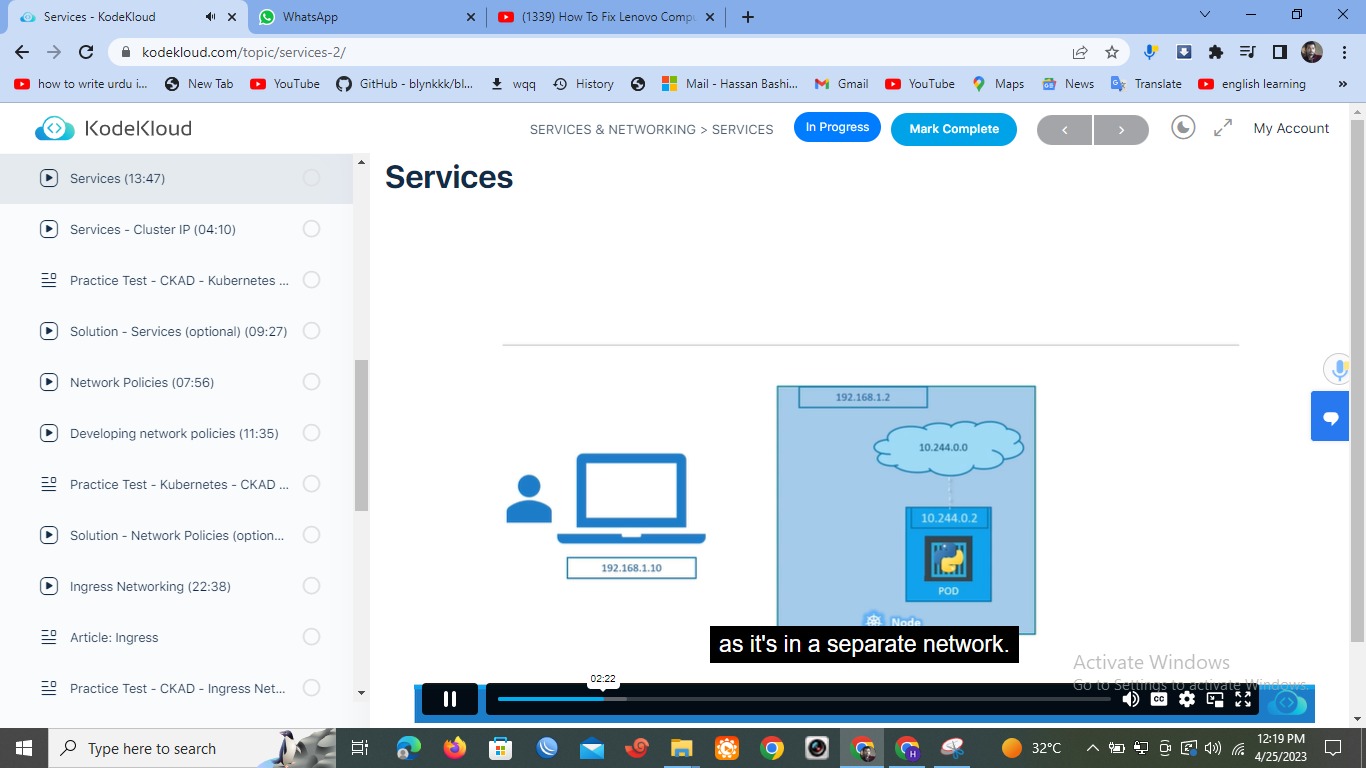 Services - KodeKloud
WhatsApp
(1339) How To Fix Lenovo Compu
kodekloud.com/topic/services-2/
how to write urdu i...
New Tab
YouTube
GitHub - blynkkk/bl...
wqq
History
Mail - Hassan Bashi...
Gmail
YouTube
Maps
News
Translate
english learning
»
KodeKloud
SERVICES & NETWORKING > SERVICES
In Progress
Mark Complete
My Account
Services (13:47)
Services - Cluster IP (04:10)
Practice Test - CKAD - Kubernetes ...
Solution - Services (optional) (09:27)
Network Policies (07:56)
Developing network policies (11:35)
Practice Test - Kubernetes - CKAD ...
Solution - Network Policies (option...
Ingress Networking (22:38)
Article: Ingress
Practice Test - CKAD - Ingress Net...
Services
192.168.1.2
10.244.0.0
10.244.0.2
POD
192.168.1.10
Node
as it's in a separate network.
Activate Windows
Go to Settings to activate Windows.
02:22
CC
Type here to search
H
32°C
12:19 PM
4/25/2023